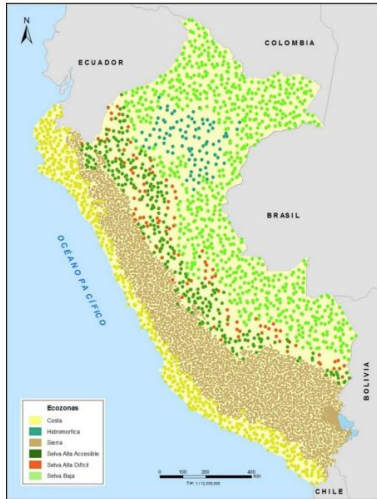 N
COLOMBIA
ECUADOR
BRASIL
OCÉANO PACÍFICO
BOLIVIA
CHILE
Ecozonas
Costa
Hidromorfica
Sierra
Selva Alta Accesible
Selva Alta Difícil
Selva Baja
0 100 200 400
Km